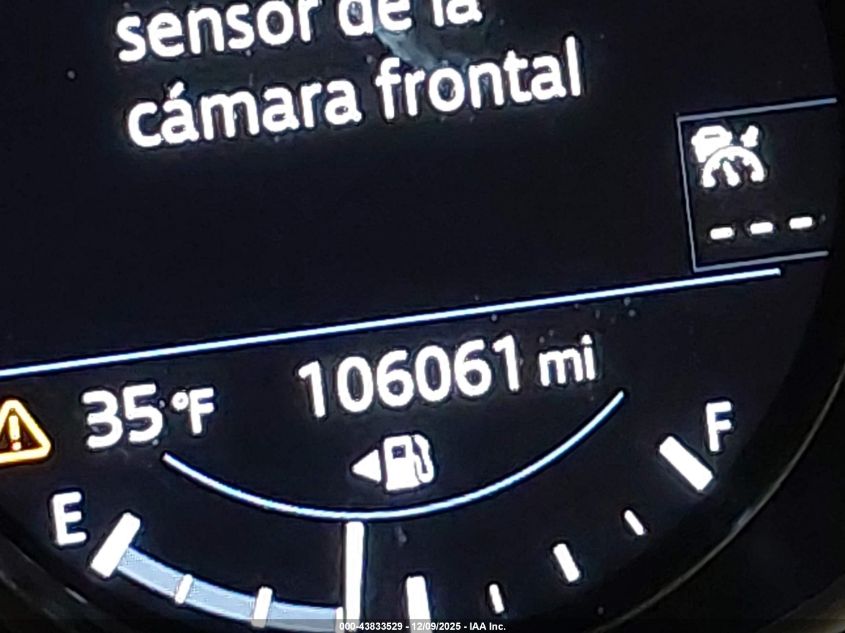 sensor de la
cámara frontal
---
35°F 106061 mi
E F
000-43833529 - 12/09/2025 - IAA Inc.